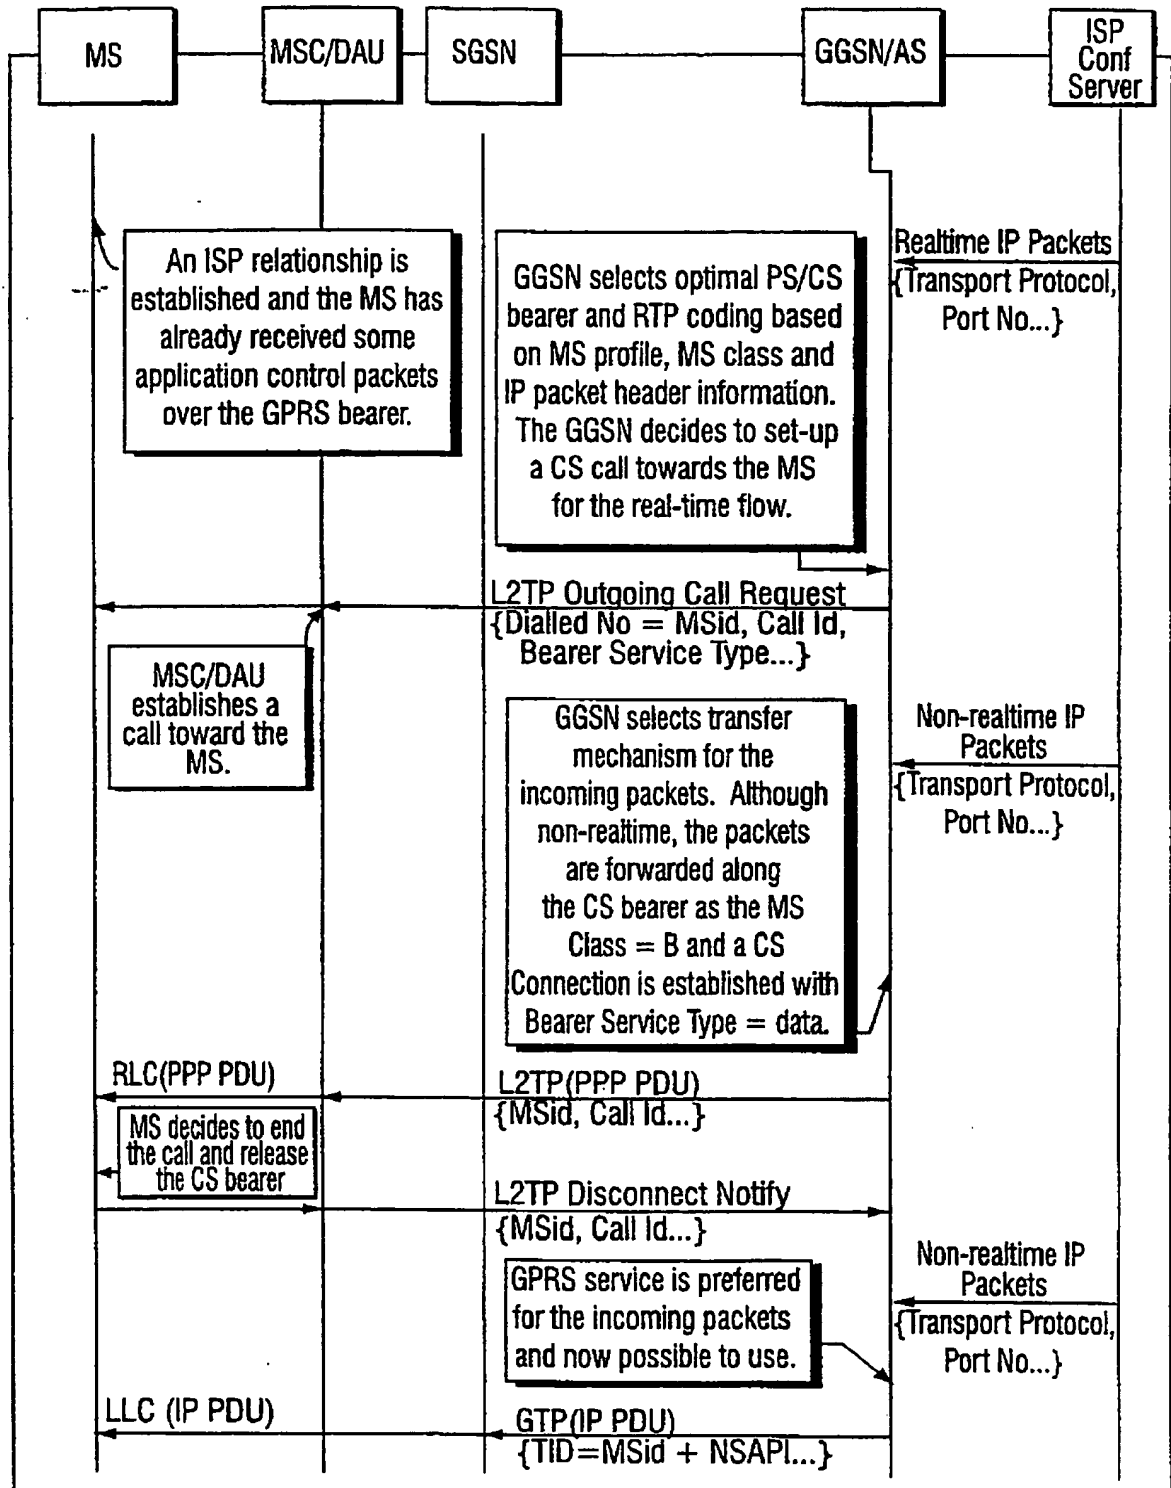 MS
MSC/DAU
SGSN
GGSN/AS
ISP
Conf
Server
An ISP relationship is
established and the MS has
already received some
application control packets
over the GPRS bearer.
GGSN selects optimal PS/CS
bearer and RTP coding based
on MS profile, MS class and
IP packet header information.
The GGSN decides to set-up
a CS call towards the MS
for the real-time flow.
Realtime IP Packets
{Transport Protocol,
Port No...}
L2TP Outgoing Call Request
{Dialled No = MSid, Call Id,
Bearer Service Type...}
MSC/DAU
establishes a
call toward the
MS.
GGSN selects transfer
mechanism for the
incoming packets. Although
non-realtime, the packets
are forwarded along
the CS bearer as the MS
Class = B and a CS
Connection is established with
Bearer Service Type = data.
Non-realtime IP
Packets
{Transport Protocol,
Port No...}
RLC(PPP PDU)
L2TP(PPP PDU)
{MSid, Call Id...}
MS decides to end
the call and release
the CS bearer
L2TP Disconnect Notify
{MSid, Call Id...}
GPRS service is preferred
for the incoming packets
and now possible to use.
Non-realtime IP
Packets
{Transport Protocol,
Port No...}
LLC (IP PDU)
GTP(IP PDU)
{TID=MSid + NSAPI...}